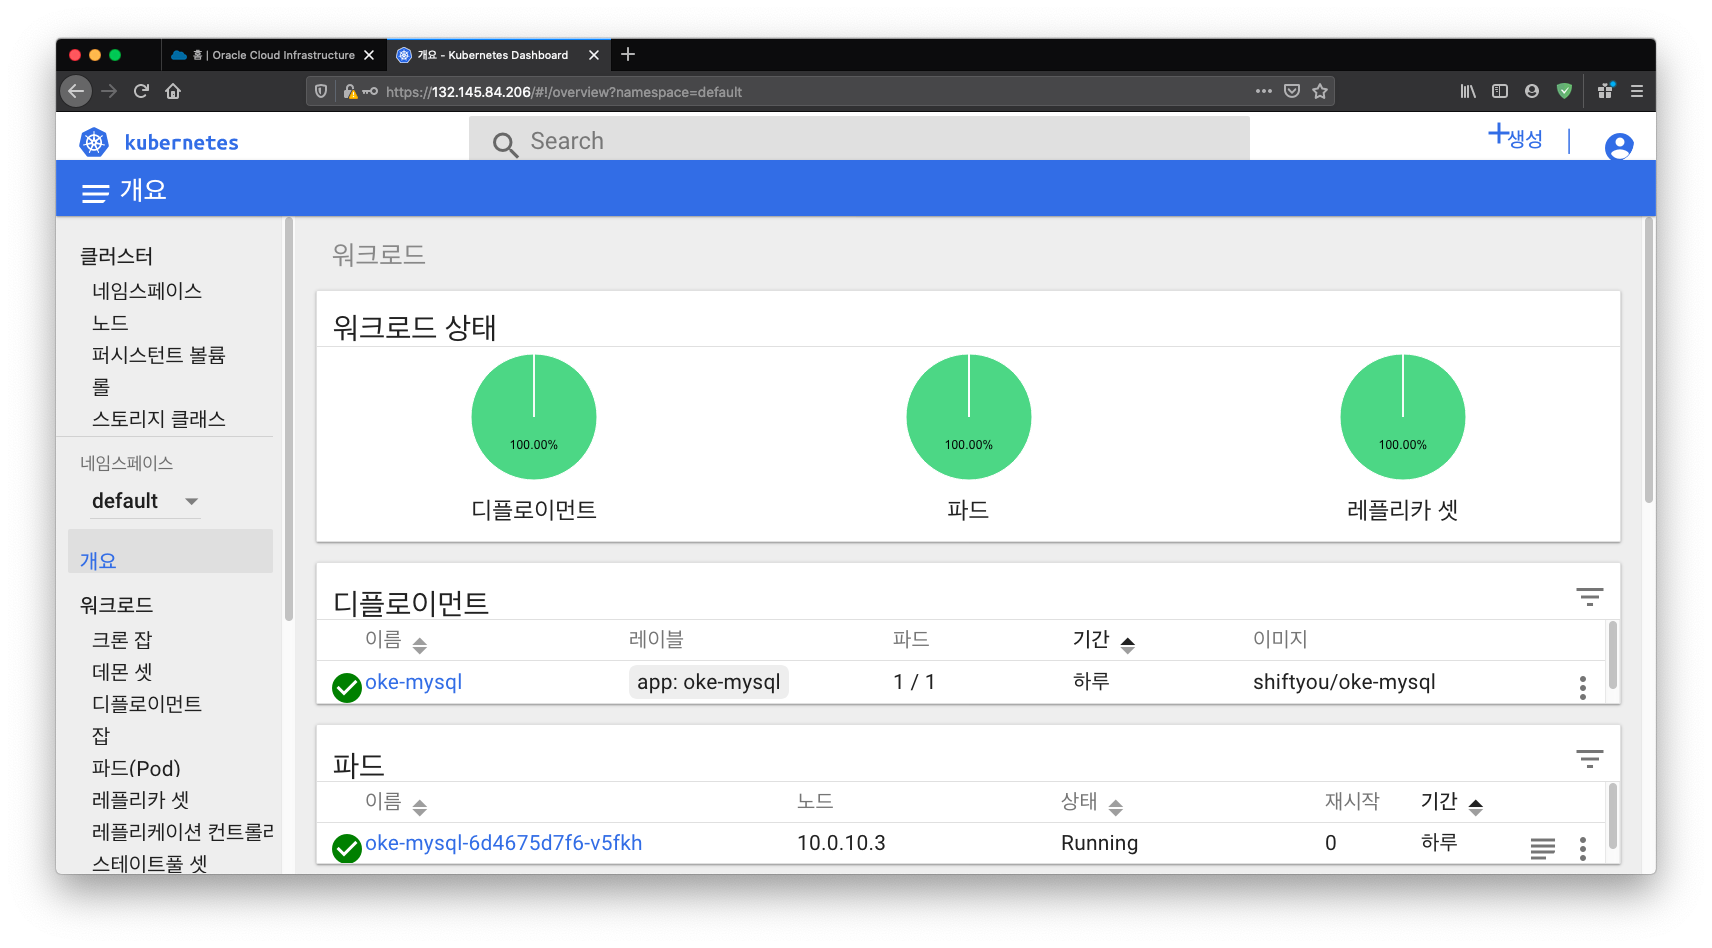 홈 | Oracle Cloud Infrastructure
개요 - Kubernetes Dashboard
https://132.145.84.206/#!/overview?namespace=default
kubernetes
Search
생성
개요
클러스터
네임스페이스
노드
퍼시스턴트 볼륨
롤
스토리지 클래스
네임스페이스
default
개요
워크로드
크론 잡
데몬 셋
디플로이먼트
잡
파드(Pod)
레플리카 셋
레플리케이션 컨트롤러
스테이트풀 셋
워크로드
워크로드 상태
100.00% 100.00% 100.00%
디플로이먼트 파드 레플리카 셋
디플로이먼트
이름 레이블 파드 기간 이미지
oke-mysql app: oke-mysql 1 / 1 하루 shiftyou/oke-mysql
파드
이름 노드 상태 재시작 기간
oke-mysql-6d4675d7f6-v5fkh 10.0.10.3 Running 0 하루